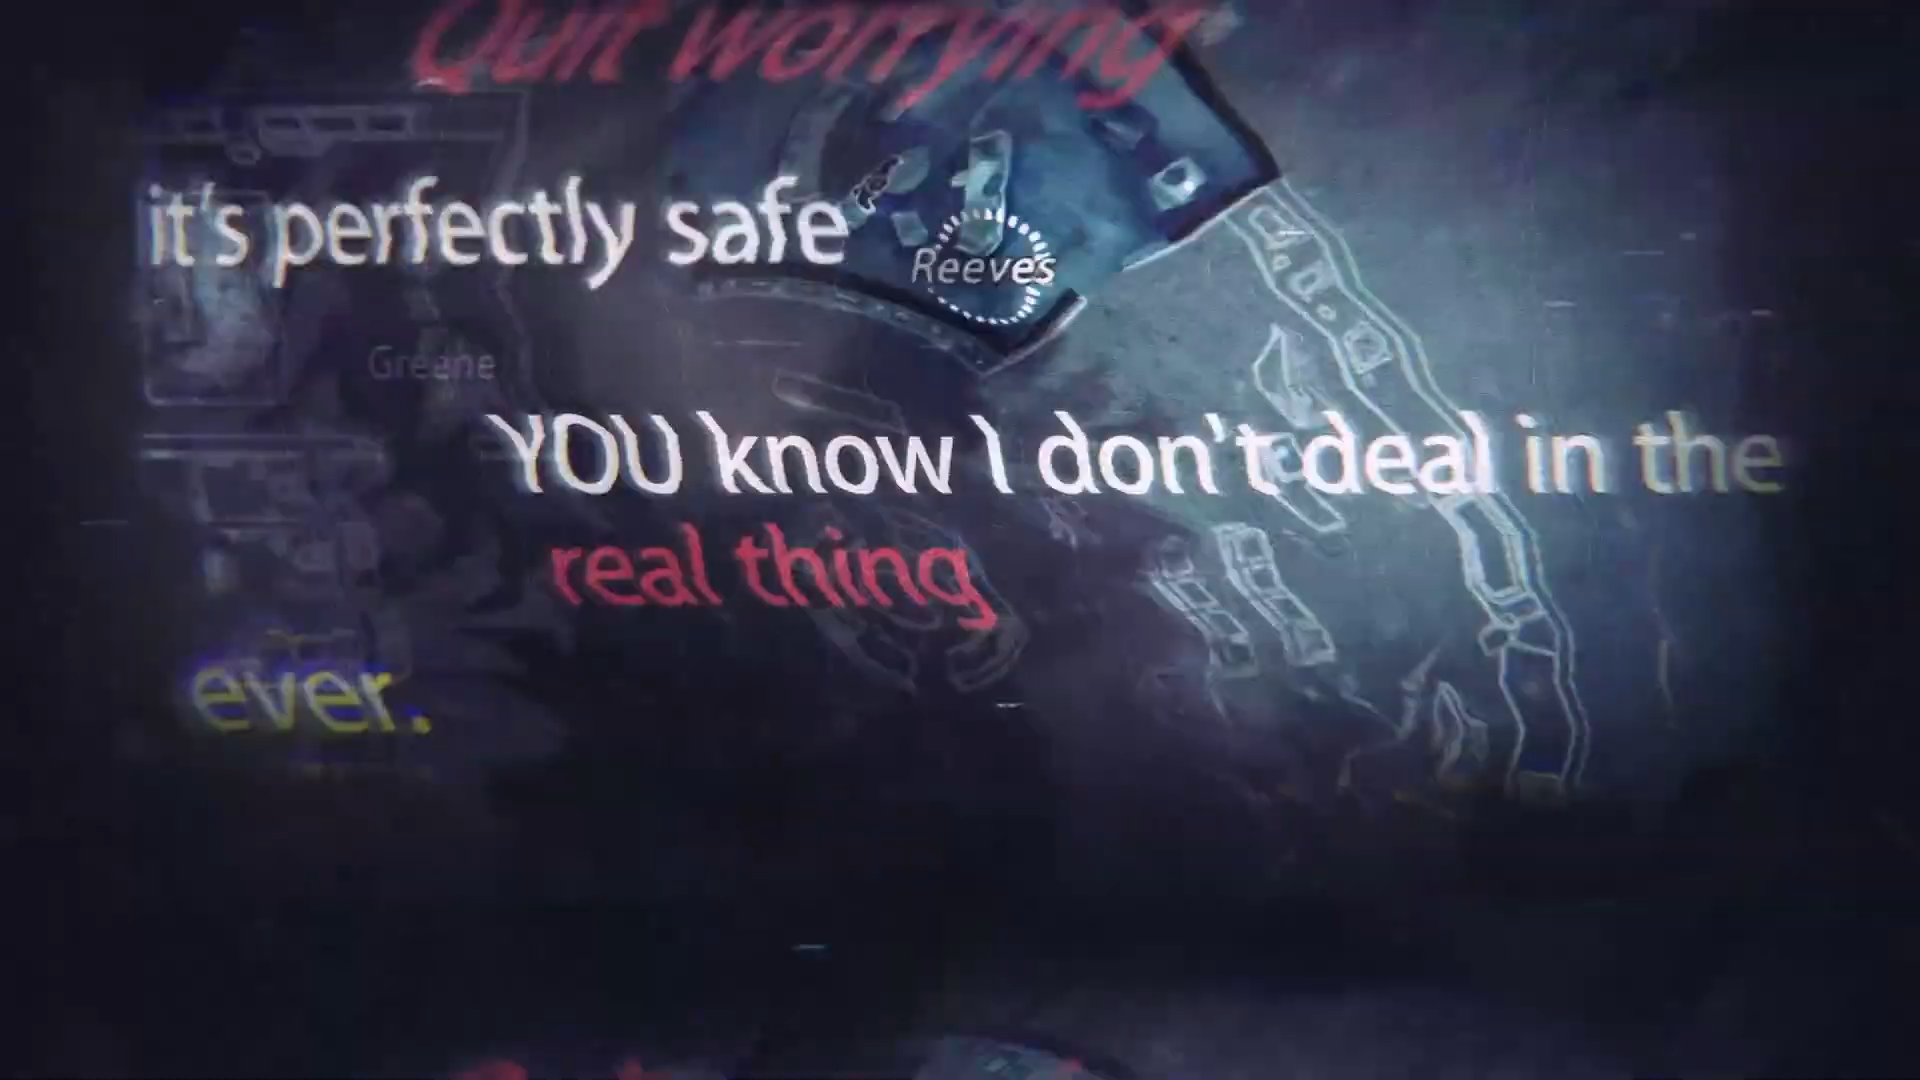 Quit worrying
it's perfectly safe
Reeves
Greene
YOU know I don't deal in the
real thing
ever.